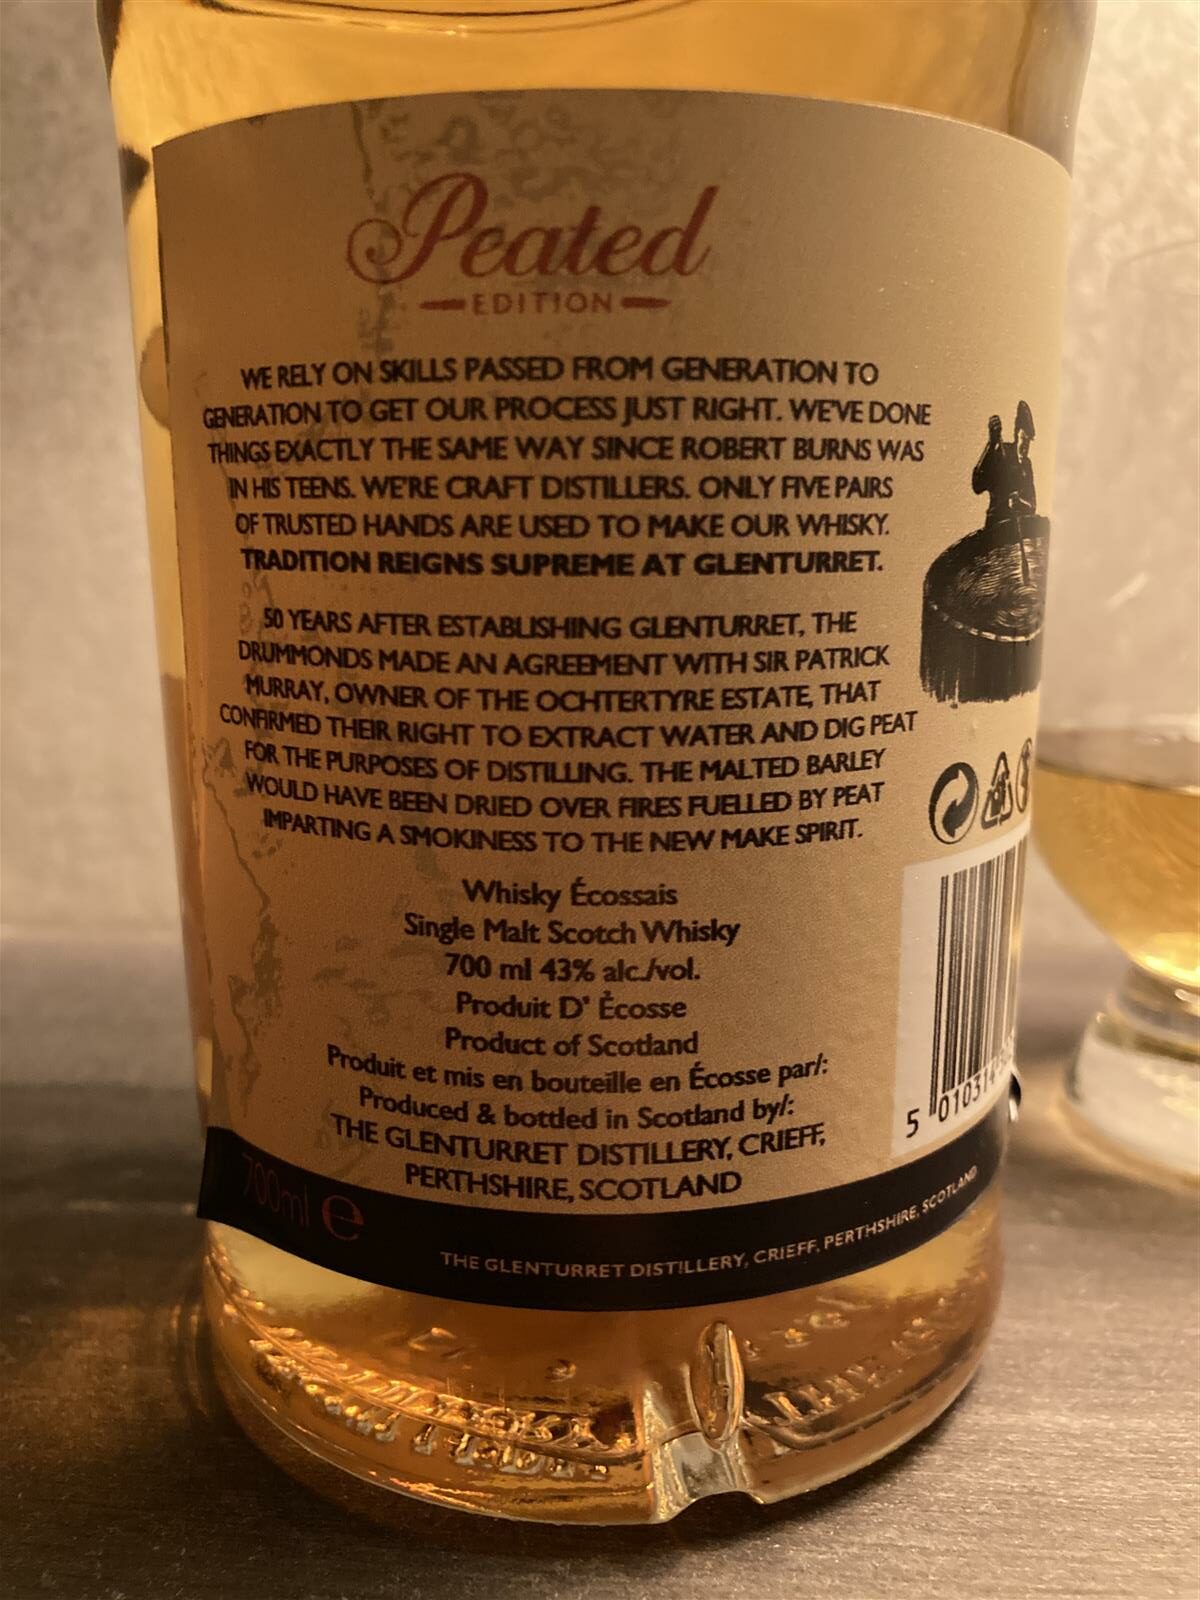 Peated
EDITION
WE RELY ON SKILLS PASSED FROM GENERATION TO
GENERATION TO GET OUR PROCESS JUST RIGHT. WE'VE DONE
THINGS EXACTLY THE SAME WAY SINCE ROBERT BURNS WAS
IN HIS TEENS. WE'RE CRAFT DISTILLERS. ONLY FIVE PAIRS
OF TRUSTED HANDS ARE USED TO MAKE OUR WHISKY.
TRADITION REIGNS SUPREME AT GLENTURRET.
50 YEARS AFTER ESTABLISHING GLENTURRET, THE
DRUMMONDS MADE AN AGREEMENT WITH SIR PATRICK
MURRAY, OWNER OF THE OCHTERTYRE ESTATE, THAT
CONFIRMED THEIR RIGHT TO EXTRACT WATER AND DIG PEAT
FOR THE PURPOSES OF DISTILLING. THE MALTED BARLEY
WOULD HAVE BEEN DRIED OVER FIRES FUELLED BY PEAT
IMPARTING A SMOKINESS TO THE NEW MAKE SPIRIT.
Whisky Écossais
Single Malt Scotch Whisky
700 ml 43% alc./vol.
Produit D' Ècosse
Product of Scotland
Produit et mis en bouteille en Écosse par/:
Produced & bottled in Scotland by/:
THE GLENTURRET DISTILLERY, CRIEFF,
PERTHSHIRE, SCOTLAND
5 010314
700ml e
THE GLENTURRET DISTILLERY, CRIEFF, PERTHSHIRE, SCOTLAND